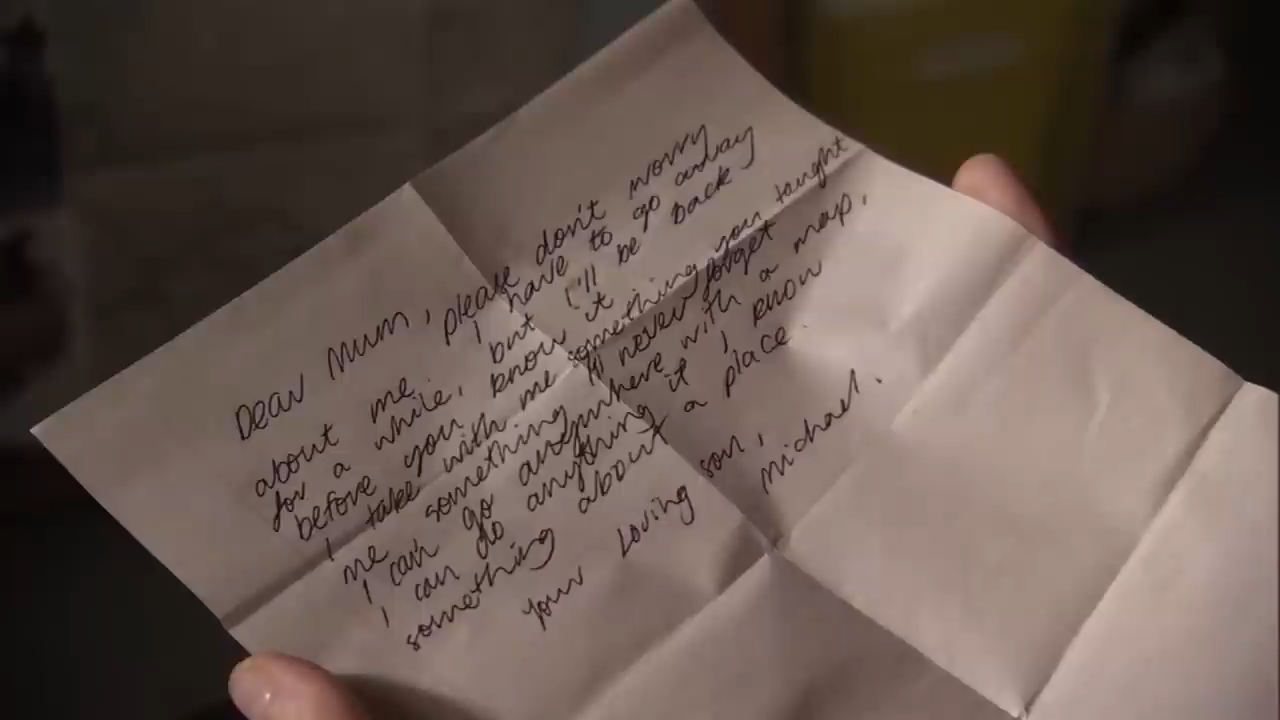 Dear Mum, please don't worry
about me. I have to go away
for a while, but I'll be back
before you know it
I take with me something you taught
me something I'll never forget
I can go anywhere with a map,
I can do anything if I know
something about a place.
your loving son,
Michael.